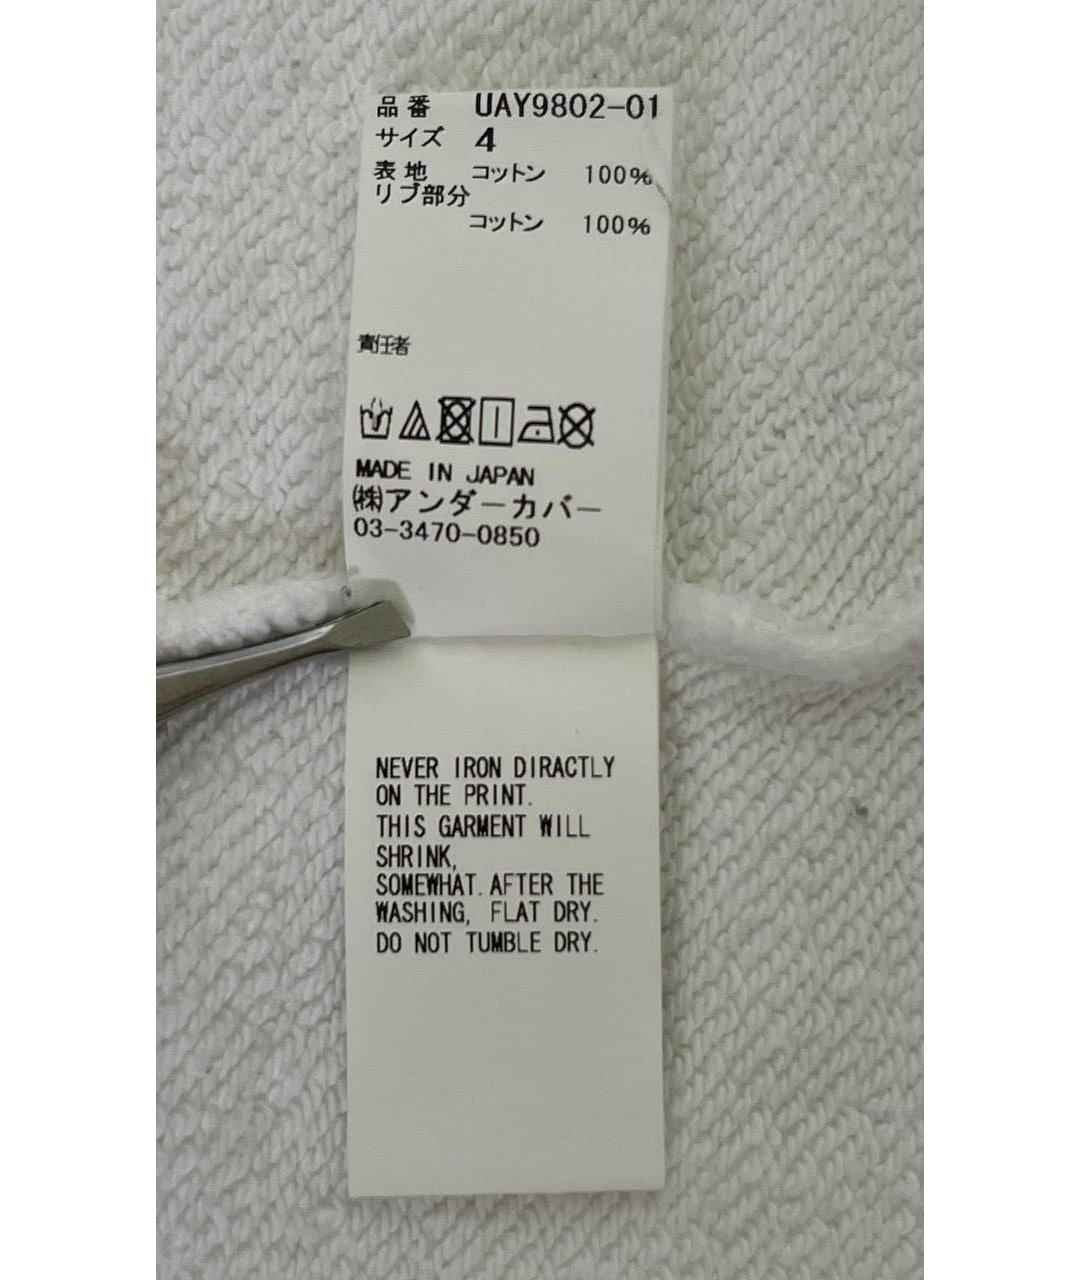 品番 UAY9802-01
サイズ 4
表地 コットン 100%
リブ部分
コットン 100%
責任者
MADE IN JAPAN
㈱アンダーカバー
03-3470-0850
NEVER IRON DIRACTLY
ON THE PRINT.
THIS GARMENT WILL
SHRINK,
SOMEWHAT. AFTER THE
WASHING, FLAT DRY.
DO NOT TUMBLE DRY.